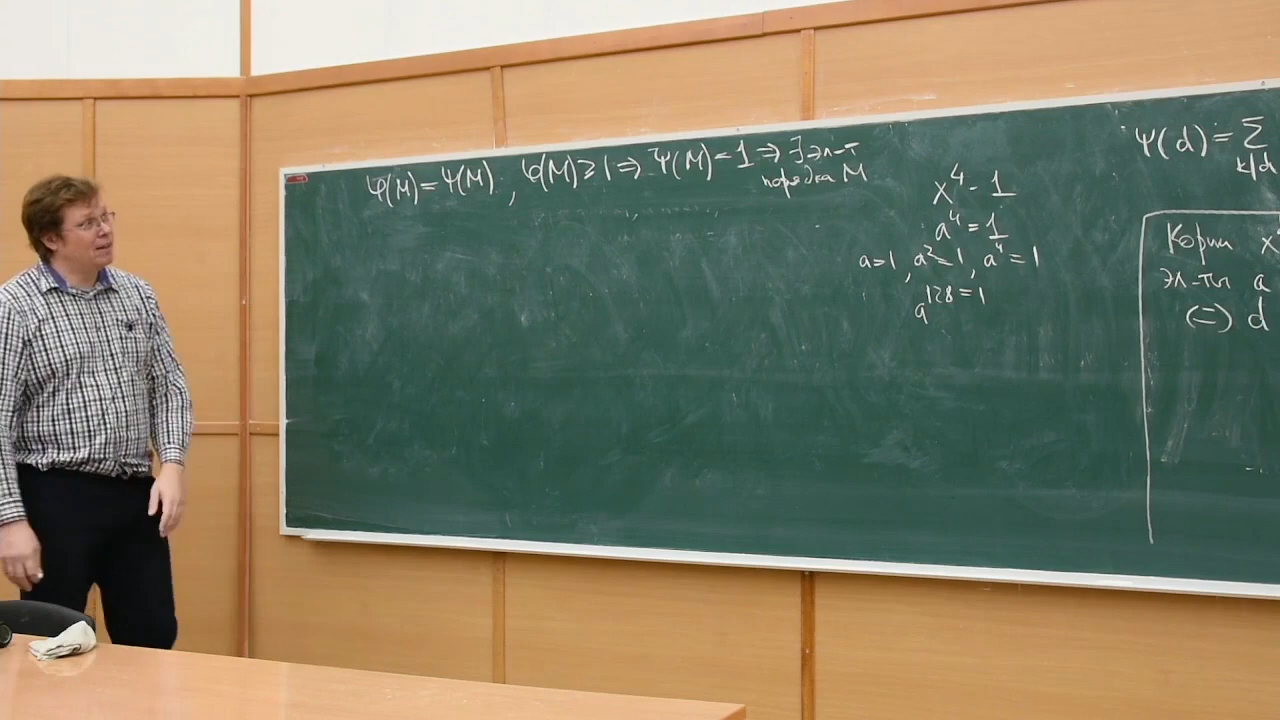 φ(M) = ψ(M) , φ(M) ≥ 1 ⇒ Ψ(M) = 1 ⇒ ∃ эл-т
порядка M
x⁴ - 1
a⁴ = 1
a=1 , a²=1 , a⁴=1
a¹²⁸ = 1
Ψ(d) = Σ
k|d
Корни x
эл-ты a
(=) d